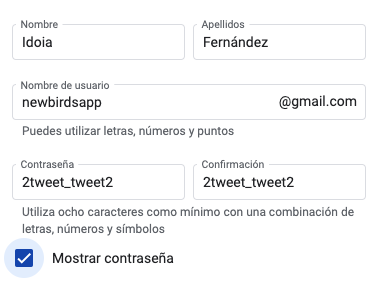 Nombre Apellidos
Idoia Fernández
Nombre de usuario
newbirdsapp @gmail.com
Puedes utilizar letras, números y puntos
Contraseña Confirmación
2tweet_tweet2 2tweet_tweet2
Utiliza ocho caracteres como mínimo con una combinación de
letras, números y símbolos
Mostrar contraseña